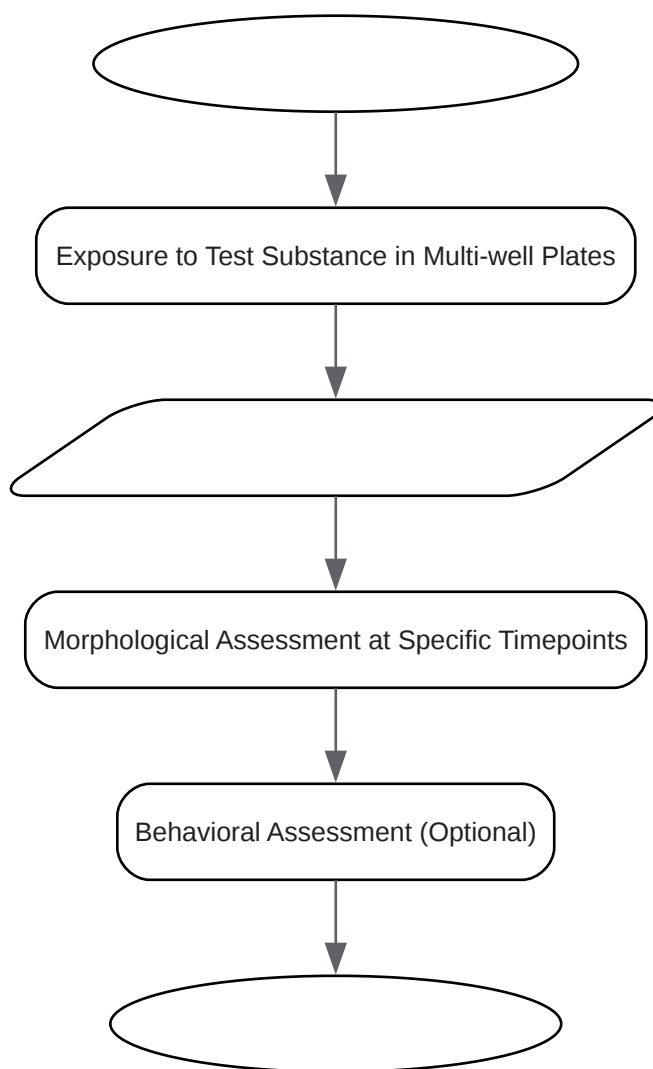 Exposure to Test Substance in Multi-well Plates
Morphological Assessment at Specific Timepoints
Behavioral Assessment (Optional)